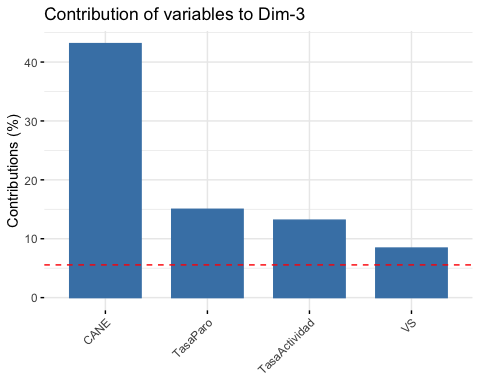 Contribution of variables to Dim-3
Contributions (%)
40
30
20
10
0
CANE
TasaParo
TasaActividad
VS